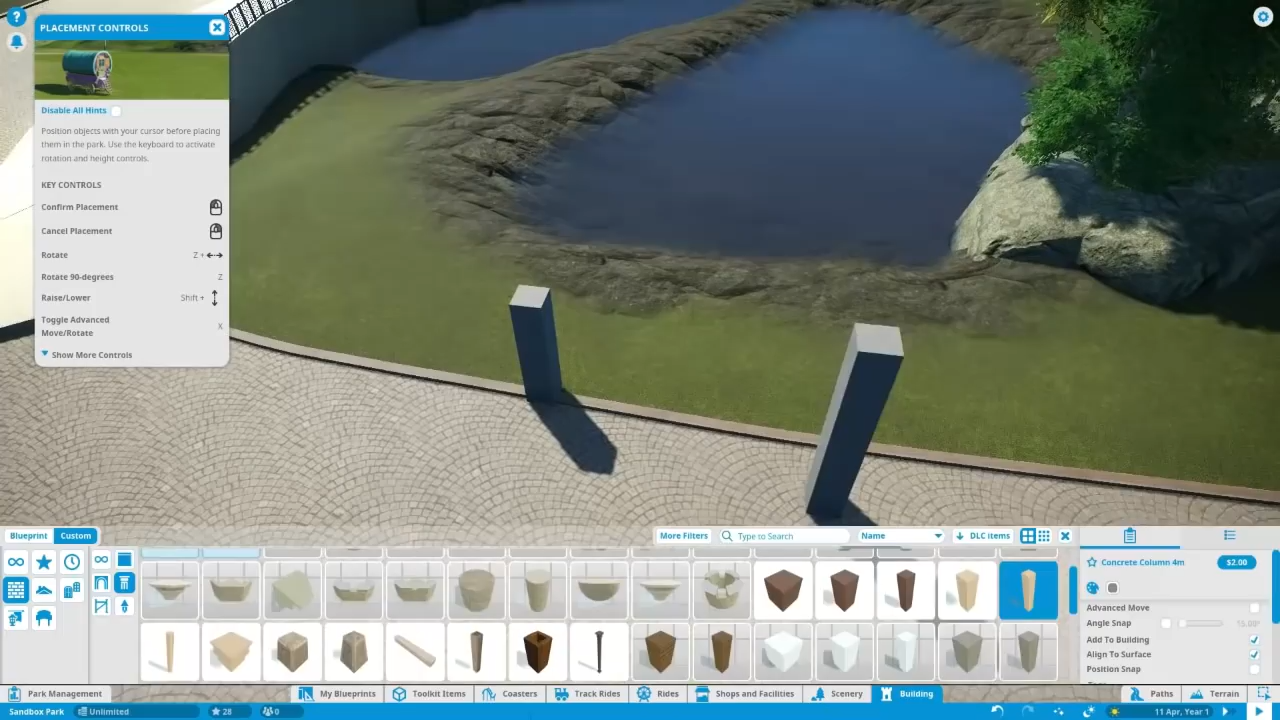 ?
PLACEMENT CONTROLS
Disable All Hints
Position objects with your cursor before placing
them in the park. Use the keyboard to activate
rotation and height controls.
KEY CONTROLS
Confirm Placement
Cancel Placement
Rotate Z +
Rotate 90-degrees Z
Raise/Lower Shift +
Toggle Advanced
Move/Rotate X
Show More Controls
Blueprint Custom More Filters Type to Search Name DLC items
Concrete Column 4m $2.00
Advanced Move
Angle Snap 15.00°
Add To Building
Align To Surface
Position Snap
Park Management My Blueprints Toolkit Items Coasters Track Rides Rides Shops and Facilities Scenery Building Paths Terrain
Sandbox Park Unlimited 28 0 11 Apr, Year 1